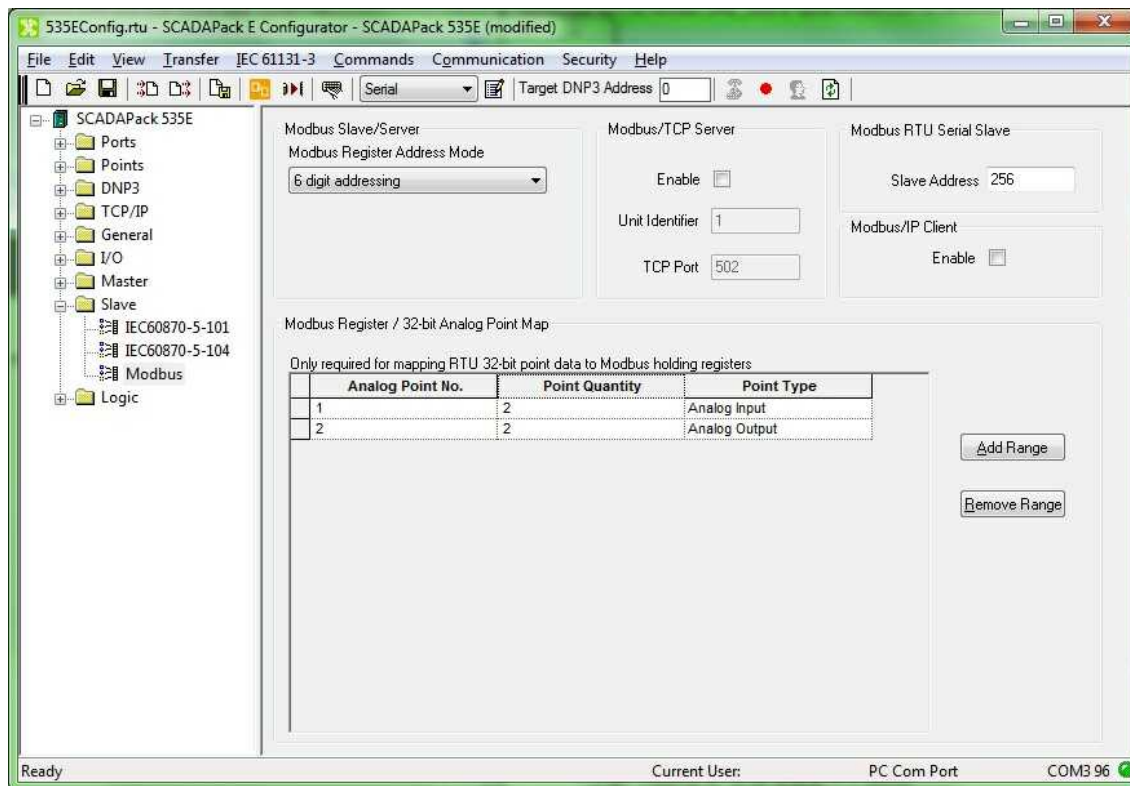 535EConfig.rtu - SCADAPack E Configurator - SCADAPack 535E (modified)
File Edit View Transfer IEC 61131-3 Commands Communication Security Help
Serial Target DNP3 Address 0
SCADAPack 535E
Ports
Points
DNP3
TCP/IP
General
I/O
Master
Slave
IEC60870-5-101
IEC60870-5-104
Modbus
Logic
Modbus Slave/Server
Modbus Register Address Mode
6 digit addressing
Modbus/TCP Server
Enable
Unit Identifier 1
TCP Port 502
Modbus RTU Serial Slave
Slave Address 256
Modbus/IP Client
Enable
Modbus Register / 32-bit Analog Point Map
Only required for mapping RTU 32-bit point data to Modbus holding registers
Analog Point No. Point Quantity Point Type
1 2 Analog Input
2 2 Analog Output
Add Range
Remove Range
Ready Current User: PC Com Port COM3 96